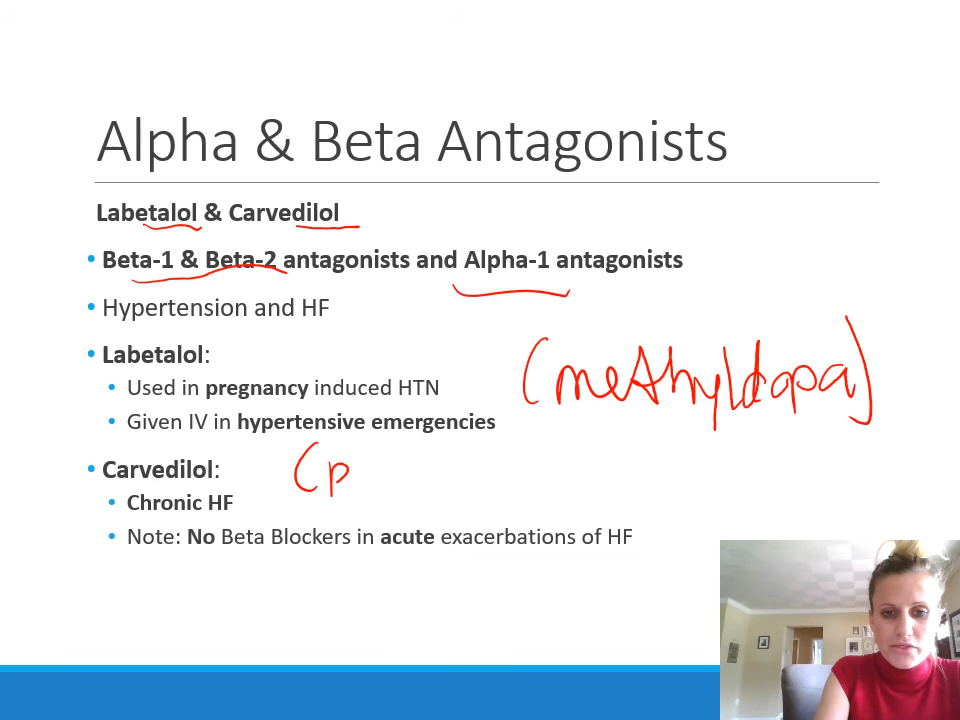 Alpha & Beta Antagonists
Labetalol & Carvedilol
• Beta-1 & Beta-2 antagonists and Alpha-1 antagonists
• Hypertension and HF
• Labetalol:
• Used in pregnancy induced HTN
(methyldopa)
• Given IV in hypertensive emergencies
• Carvedilol:
(p
• Chronic HF
• Note: No Beta Blockers in acute exacerbations of HF